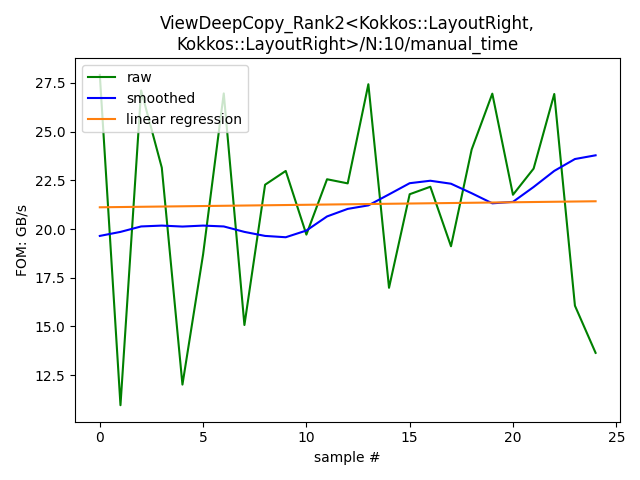 ViewDeepCopy_Rank2<Kokkos::LayoutRight,
Kokkos::LayoutRight>/N:10/manual_time
raw
smoothed
linear regression
FOM: GB/s
27.5
25.0
22.5
20.0
17.5
15.0
12.5
0
5
10
15
20
25
sample #